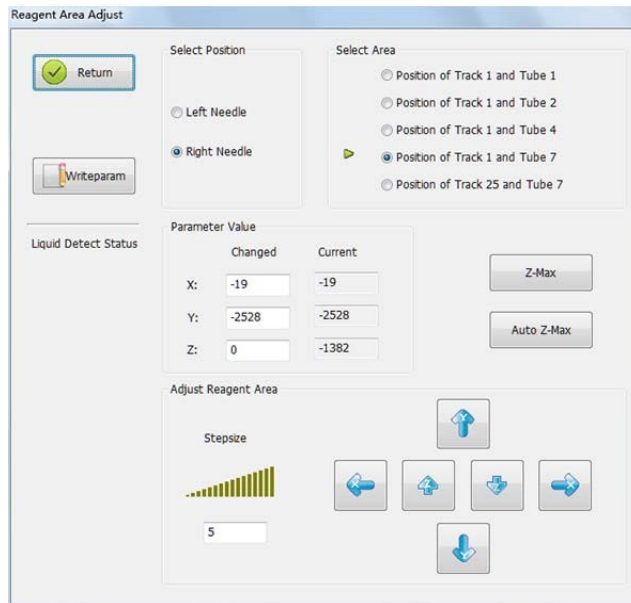 Reagent Area Adjust
Return
Writeparam
Liquid Detect Status
Select Position
Left Needle
Right Needle
Select Area
Position of Track 1 and Tube 1
Position of Track 1 and Tube 2
Position of Track 1 and Tube 4
Position of Track 1 and Tube 7
Position of Track 25 and Tube 7
Parameter Value
Changed Current
X: -19 -19
Y: -2528 -2528
Z: 0 -1382
Z-Max
Auto Z-Max
Adjust Reagent Area
Stepsize
5
Y
X Z Z X
Y